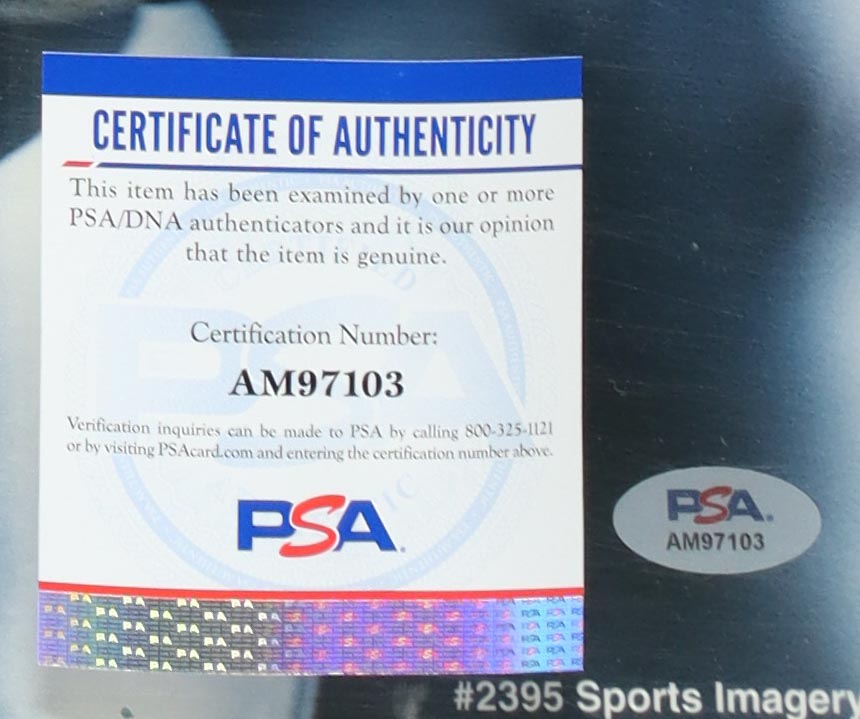 CERTIFICATE OF AUTHENTICITY
This item has been examined by one or more
PSA/DNA authenticators and it is our opinion
that the item is genuine.
Certification Number:
AM97103
Verification inquiries can be made to PSA by calling 800-325-1121
or by visiting PSAcard.com and entering the certification number above.
PSA.
PSA.
AM97103
#2395 Sports Imagery